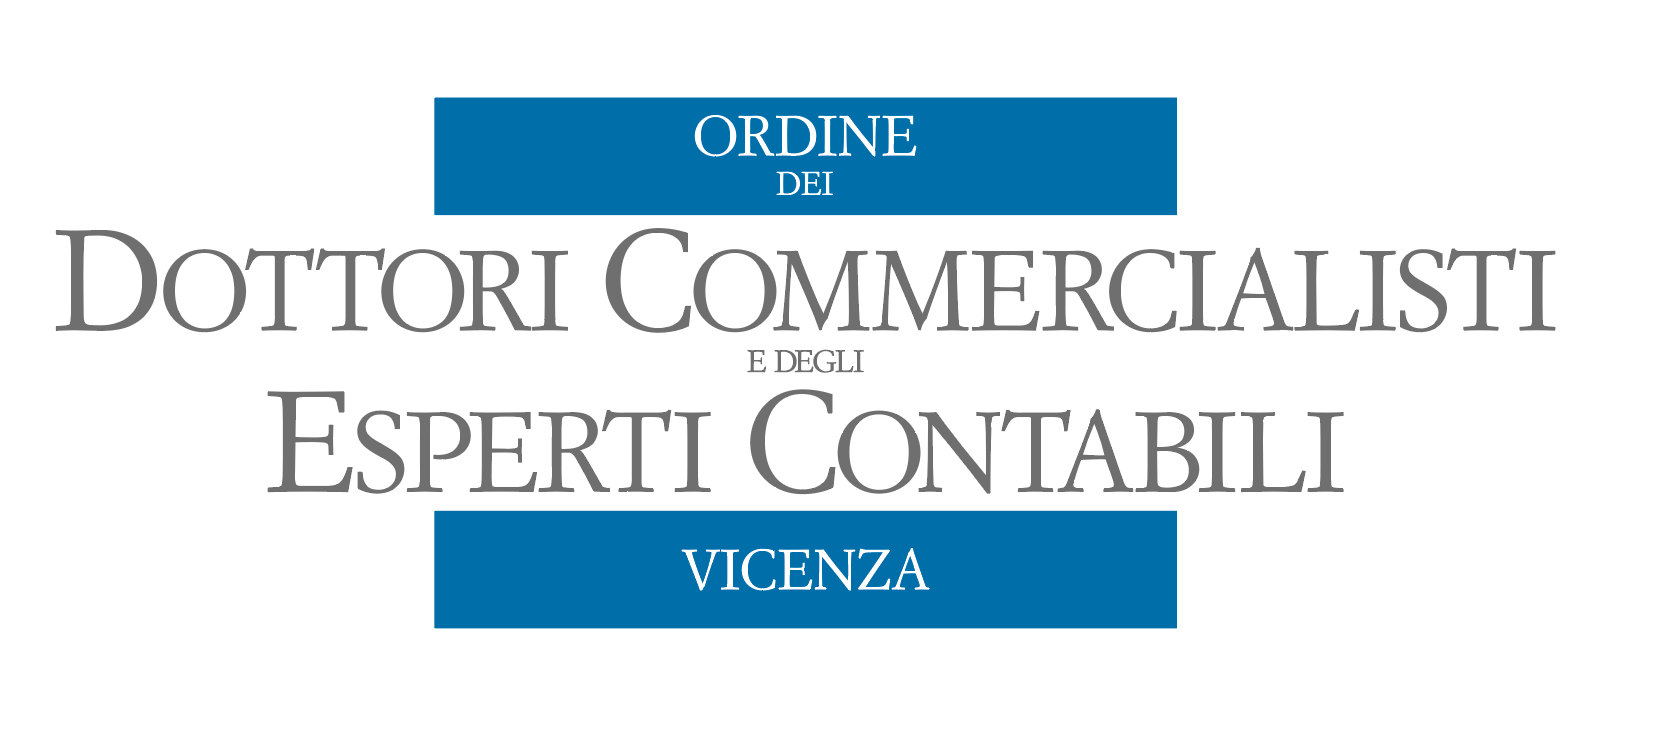 ORDINE
DEI
DOTTORI COMMERCIALISTI
E DEGLI
ESPERTI CONTABILI
VICENZA